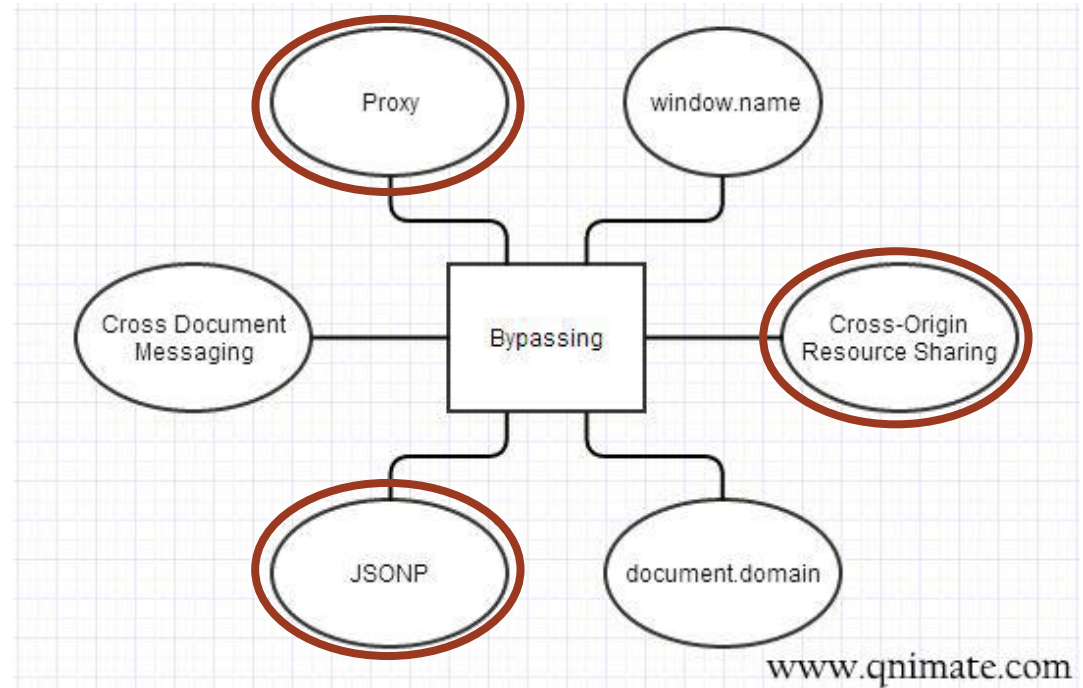 Proxy
window.name
Cross Document
Messaging
Bypassing
Cross-Origin
Resource Sharing
JSONP
document.domain
www.qnimate.com